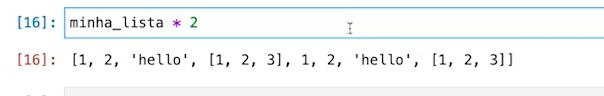 [16]: minha_lista * 2
[16]: [1, 2, 'hello', [1, 2, 3], 1, 2, 'hello', [1, 2, 3]]